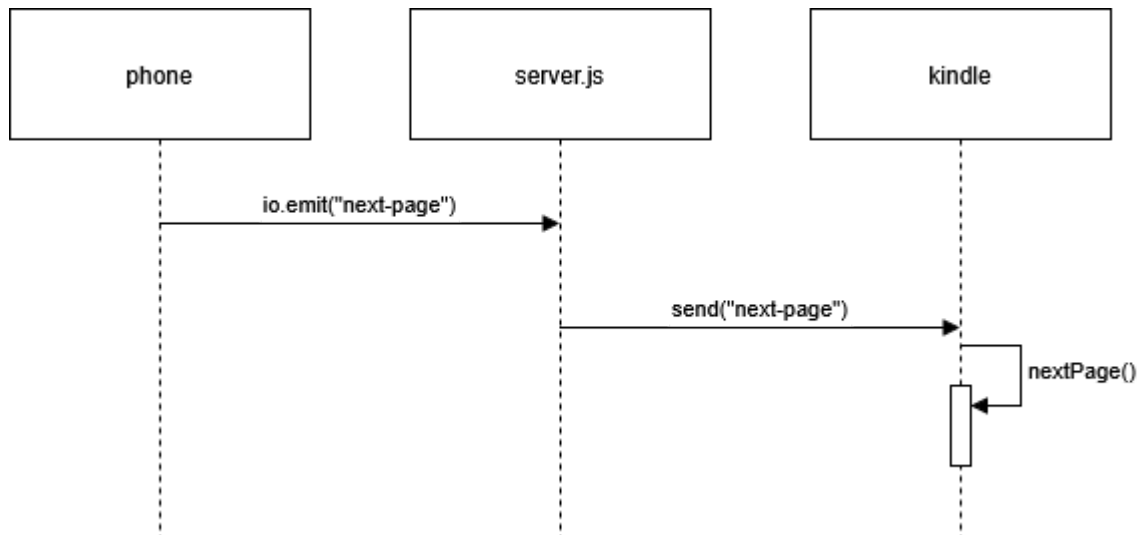 phone
server.js
kindle
io.emit("next-page")
send("next-page")
nextPage()